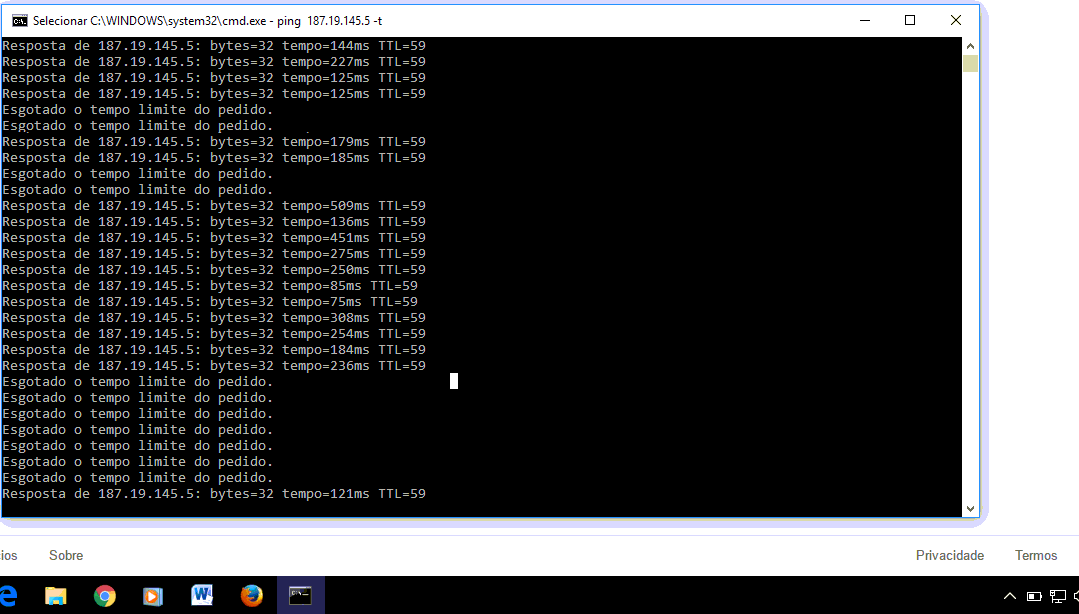 Selecionar C:\WINDOWS\system32\cmd.exe - ping  187.19.145.5 -t
Resposta de 187.19.145.5: bytes=32 tempo=144ms TTL=59
Resposta de 187.19.145.5: bytes=32 tempo=227ms TTL=59
Resposta de 187.19.145.5: bytes=32 tempo=125ms TTL=59
Resposta de 187.19.145.5: bytes=32 tempo=125ms TTL=59
Esgotado o tempo limite do pedido.
Esgotado o tempo limite do pedido.
Resposta de 187.19.145.5: bytes=32 tempo=179ms TTL=59
Resposta de 187.19.145.5: bytes=32 tempo=185ms TTL=59
Esgotado o tempo limite do pedido.
Esgotado o tempo limite do pedido.
Resposta de 187.19.145.5: bytes=32 tempo=509ms TTL=59
Resposta de 187.19.145.5: bytes=32 tempo=136ms TTL=59
Resposta de 187.19.145.5: bytes=32 tempo=451ms TTL=59
Resposta de 187.19.145.5: bytes=32 tempo=275ms TTL=59
Resposta de 187.19.145.5: bytes=32 tempo=250ms TTL=59
Resposta de 187.19.145.5: bytes=32 tempo=85ms TTL=59
Resposta de 187.19.145.5: bytes=32 tempo=75ms TTL=59
Resposta de 187.19.145.5: bytes=32 tempo=308ms TTL=59
Resposta de 187.19.145.5: bytes=32 tempo=254ms TTL=59
Resposta de 187.19.145.5: bytes=32 tempo=184ms TTL=59
Resposta de 187.19.145.5: bytes=32 tempo=236ms TTL=59
Esgotado o tempo limite do pedido.
Esgotado o tempo limite do pedido.
Esgotado o tempo limite do pedido.
Esgotado o tempo limite do pedido.
Esgotado o tempo limite do pedido.
Esgotado o tempo limite do pedido.
Esgotado o tempo limite do pedido.
Resposta de 187.19.145.5: bytes=32 tempo=121ms TTL=59
ios Sobre Privacidade Termos